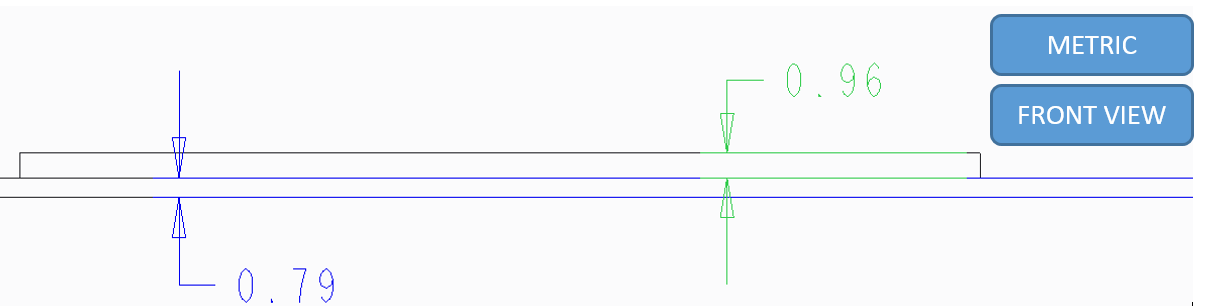 METRIC
0.96
FRONT VIEW
0.79